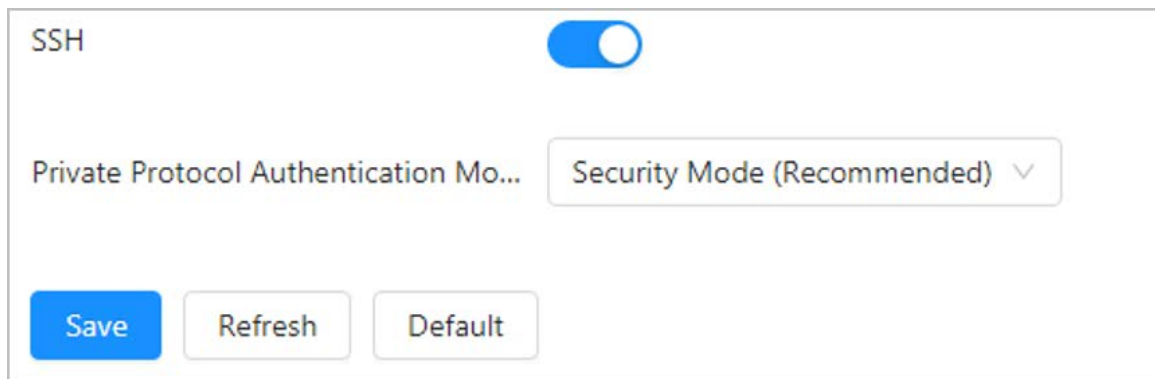 SSH
Private Protocol Authentication Mo... Security Mode (Recommended)
Save Refresh Default